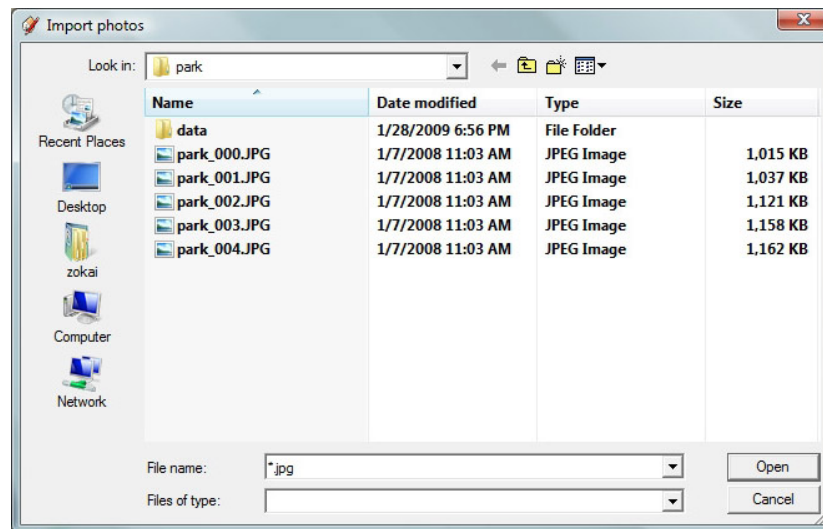 Import photos
Look in: park
Name Date modified Type Size
data 1/28/2009 6:56 PM File Folder
park_000.JPG 1/7/2008 11:03 AM JPEG Image 1,015 KB
park_001.JPG 1/7/2008 11:03 AM JPEG Image 1,037 KB
park_002.JPG 1/7/2008 11:03 AM JPEG Image 1,121 KB
park_003.JPG 1/7/2008 11:03 AM JPEG Image 1,158 KB
park_004.JPG 1/7/2008 11:03 AM JPEG Image 1,162 KB
Recent Places
Desktop
zokai
Computer
Network
File name: *.jpg Open
Files of type: Cancel